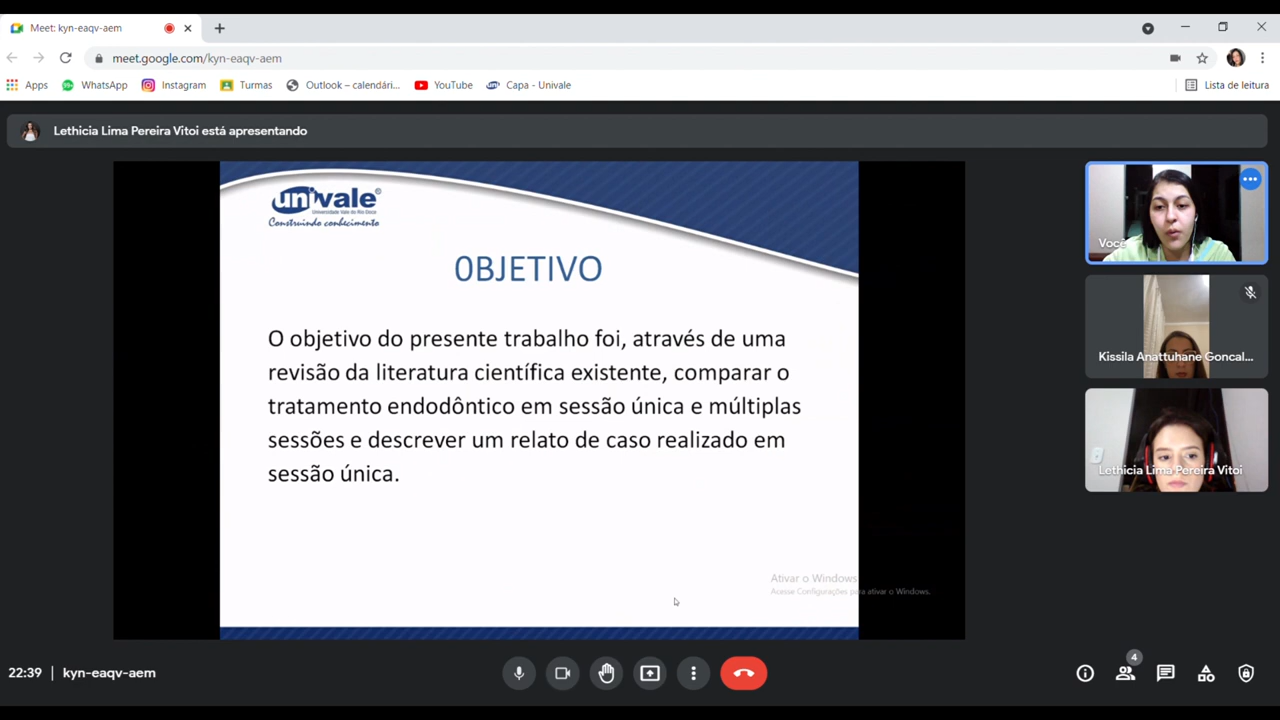 Meet: kyn-eaqv-aem
meet.google.com/kyn-eaqv-aem
Apps
WhatsApp
Instagram
Turmas
Outlook – calendári...
YouTube
Capa - Univale
Lista de leitura
Lethicia Lima Pereira Vitoi está apresentando
univale®
Universidade Vale do Rio Doce
Construindo conhecimento
0BJETIVO
O objetivo do presente trabalho foi, através de uma
revisão da literatura científica existente, comparar o
tratamento endodôntico em sessão única e múltiplas
sessões e descrever um relato de caso realizado em
sessão única.
Ativar o Windows
Acesse Configurações para ativar o Windows.
Você
Kissila Anattuhane Goncal...
Lethicia Lima Pereira Vitoi
22:39 | kyn-eaqv-aem
4